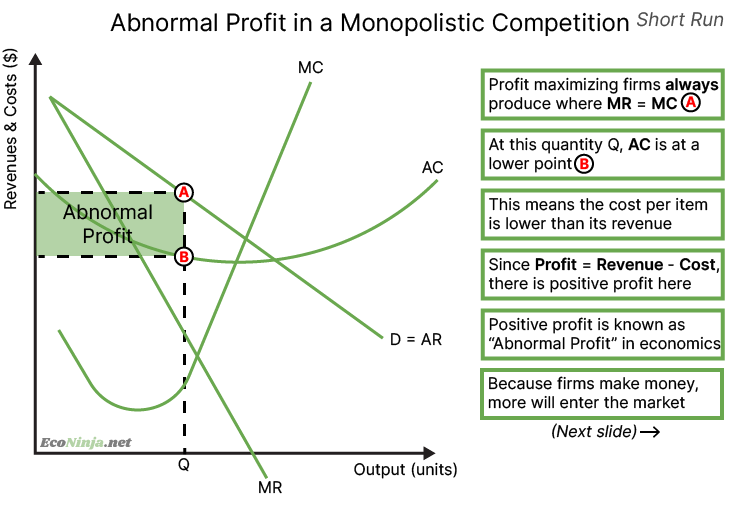 Abnormal Profit in a Monopolistic Competition Short Run
Revenues & Costs ($)
MC
AC
A
Abnormal
Profit
B
D = AR
EcoNinja.net
Q
Output (units)
MR
Profit maximizing firms always
produce where MR = MC A
At this quantity Q, AC is at a
lower point B
This means the cost per item
is lower than its revenue
Since Profit = Revenue - Cost,
there is positive profit here
Positive profit is known as
“Abnormal Profit” in economics
Because firms make money,
more will enter the market
(Next slide)→